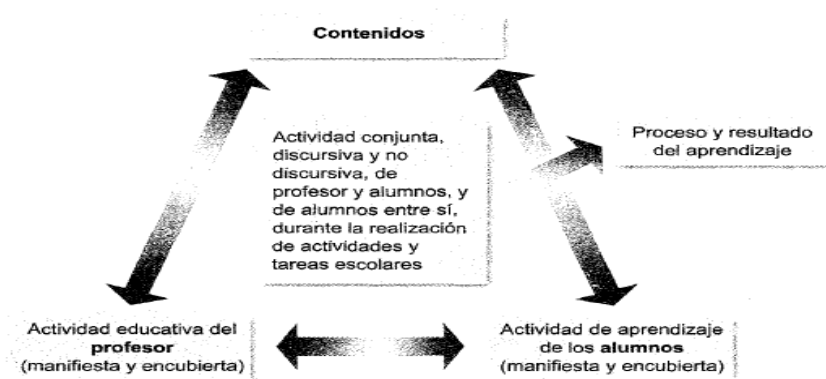 Contenidos
Actividad conjunta,
discursiva y no
discursiva, de
profesor y alumnos, y
de alumnos entre sí,
durante la realización
de actividades y
tareas escolares
Proceso y resultado
del aprendizaje
Actividad educativa del
profesor
(manifiesta y encubierta)
Actividad de aprendizaje
de los alumnos
(manifiesta y encubierta)